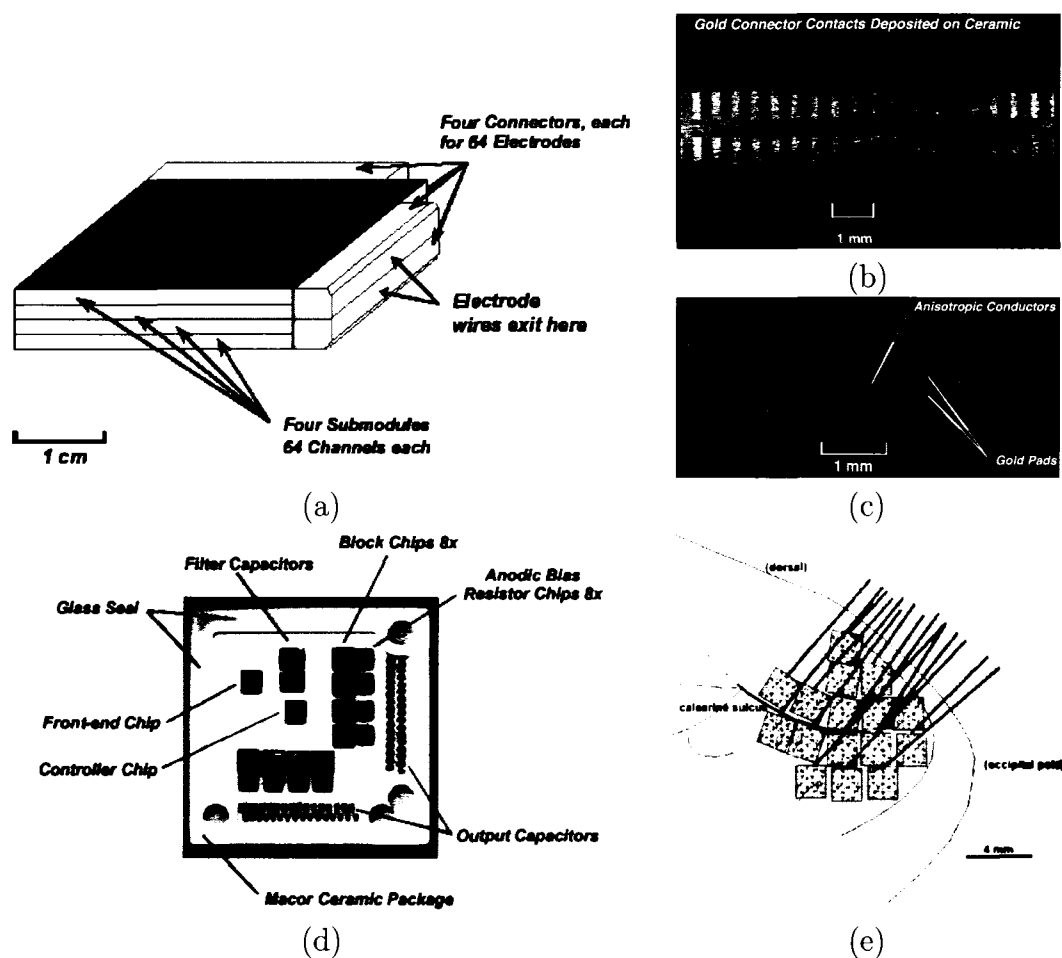 Four Connectors, each
for 64 Electrodes
Electrode
wires exit here
Four Submodules
64 Channels each
1 cm
(a)
Gold Connector Contacts Deposited on Ceramic
1 mm
(b)
Anisotropic Conductors
1 mm
Gold Pads
(c)
Block Chips 8x
Filter Capacitors
Anodic Bias
Resistor Chips 8x
Glass Seal
Front-end Chip
Controller Chip
Output Capacitors
Macor Ceramic Package
(d)
(dorsal)
calcarine sulcus
(occipital pole)
4 mm
(e)